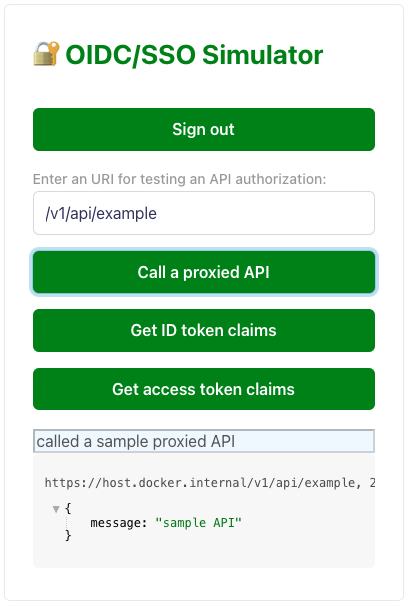 OIDC/SSO Simulator
Sign out
Enter an URI for testing an API authorization:
/v1/api/example
Call a proxied API
Get ID token claims
Get access token claims
called a sample proxied API
https://host.docker.internal/v1/api/example, 2
{
message: "sample API"
}